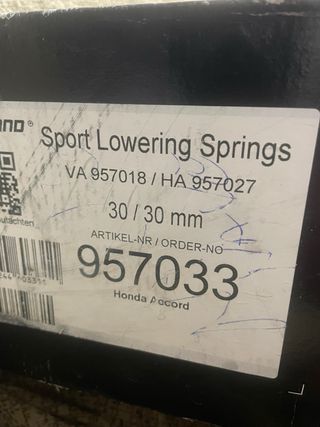 Sport Lowering Springs
VA 957018 / HA 957027
30 / 30 mm
ARTIKEL-NR / ORDER-NO
957033
Honda Accord